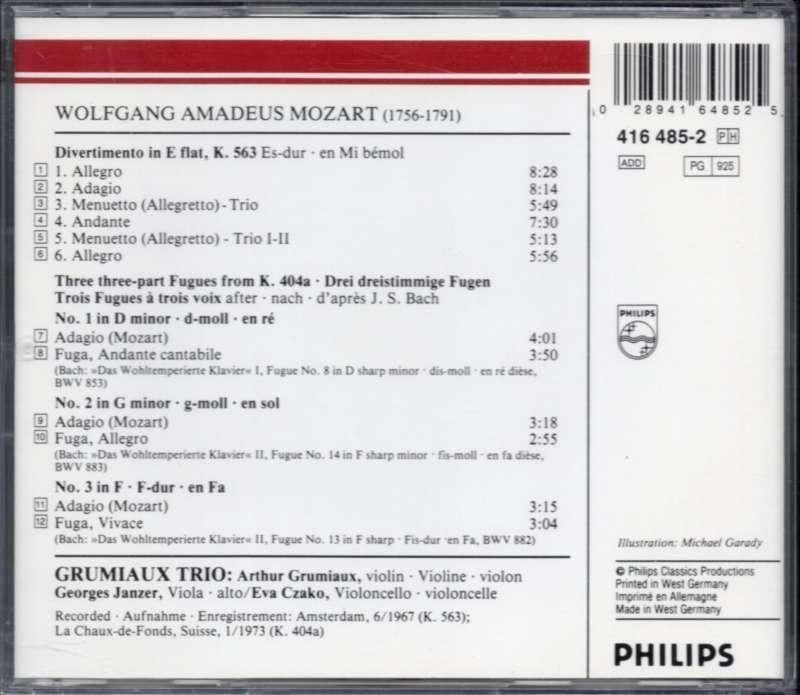 WOLFGANG AMADEUS MOZART (1756-1791)
Divertimento in E flat, K. 563 Es-dur · en Mi bémol
1 1. Allegro 8:28
2 2. Adagio 8:14
3 3. Menuetto (Allegretto) - Trio 5:49
4 4. Andante 7:30
5 5. Menuetto (Allegretto) - Trio I-II 5:13
6 6. Allegro 5:56
Three three-part Fugues from K. 404a · Drei dreistimmige Fugen
Trois Fugues à trois voix after · nach · d'après J. S. Bach
No. 1 in D minor · d-moll · en ré
7 Adagio (Mozart) 4:01
8 Fuga, Andante cantabile 3:50
(Bach: »Das Wohltemperierte Klavier« I, Fugue No. 8 in D sharp minor · dis-moll · en ré dièse,
BWV 853)
No. 2 in G minor · g-moll · en sol
9 Adagio (Mozart) 3:18
10 Fuga, Allegro 2:55
(Bach: »Das Wohltemperierte Klavier« II, Fugue No. 14 in F sharp minor · fis-moll · en fa dièse,
BWV 883)
No. 3 in F · F-dur · en Fa
11 Adagio (Mozart) 3:15
12 Fuga, Vivace 3:04
(Bach: »Das Wohltemperierte Klavier« II, Fugue No. 13 in F sharp · Fis-dur · en Fa, BWV 882)
GRUMIAUX TRIO: Arthur Grumiaux, violin · Violine · violon
Georges Janzer, Viola · alto/Eva Czako, Violoncello · violoncelle
Recorded · Aufnahme · Enregistrement: Amsterdam, 6/1967 (K. 563);
La Chaux-de-Fonds, Suisse, 1/1973 (K. 404a)
0 28941 64852 5
416 485-2 PH
ADD PG 925
PHILIPS
Illustration: Michael Garady
© Philips Classics Productions
Printed in West Germany
Imprimé en Allemagne
Made in West Germany
PHILIPS